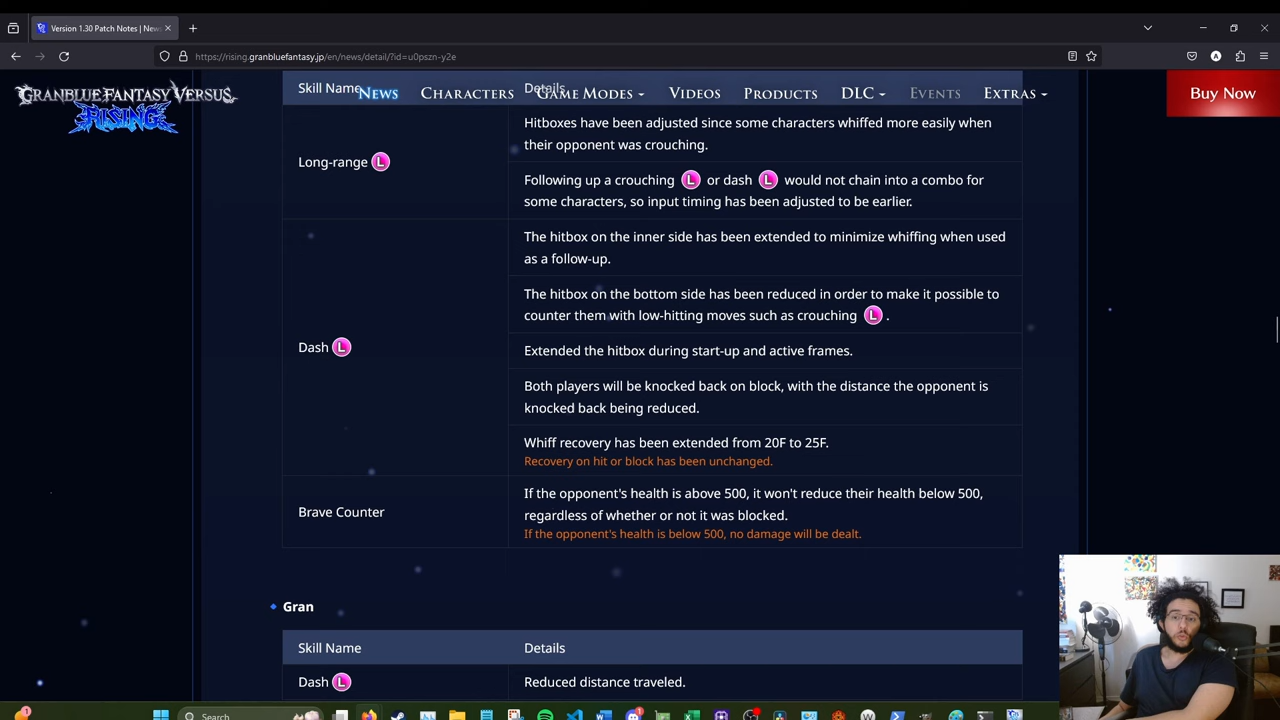 Version 1.30 Patch Notes | New
https://rising.granbluefantasy.jp/en/news/detail/?id=u0pszn-y2e
A
GRANBLUE FANTASY VERSUS
RISING
NEWS
CHARACTERS
GAME MODES
VIDEOS
PRODUCTS
DLC
EVENTS
EXTRAS
Buy Now
Skill Name
Details
Long-range L
Hitboxes have been adjusted since some characters whiffed more easily when
their opponent was crouching.
Following up a crouching L or dash L would not chain into a combo for
some characters, so input timing has been adjusted to be earlier.
Dash L
The hitbox on the inner side has been extended to minimize whiffing when used
as a follow-up.
The hitbox on the bottom side has been reduced in order to make it possible to
counter them with low-hitting moves such as crouching L .
Extended the hitbox during start-up and active frames.
Both players will be knocked back on block, with the distance the opponent is
knocked back being reduced.
Whiff recovery has been extended from 20F to 25F.
Recovery on hit or block has been unchanged.
Brave Counter
If the opponent's health is above 500, it won't reduce their health below 500,
regardless of whether or not it was blocked.
If the opponent's health is below 500, no damage will be dealt.
Gran
Skill Name
Details
Dash L
Reduced distance traveled.
1
Search